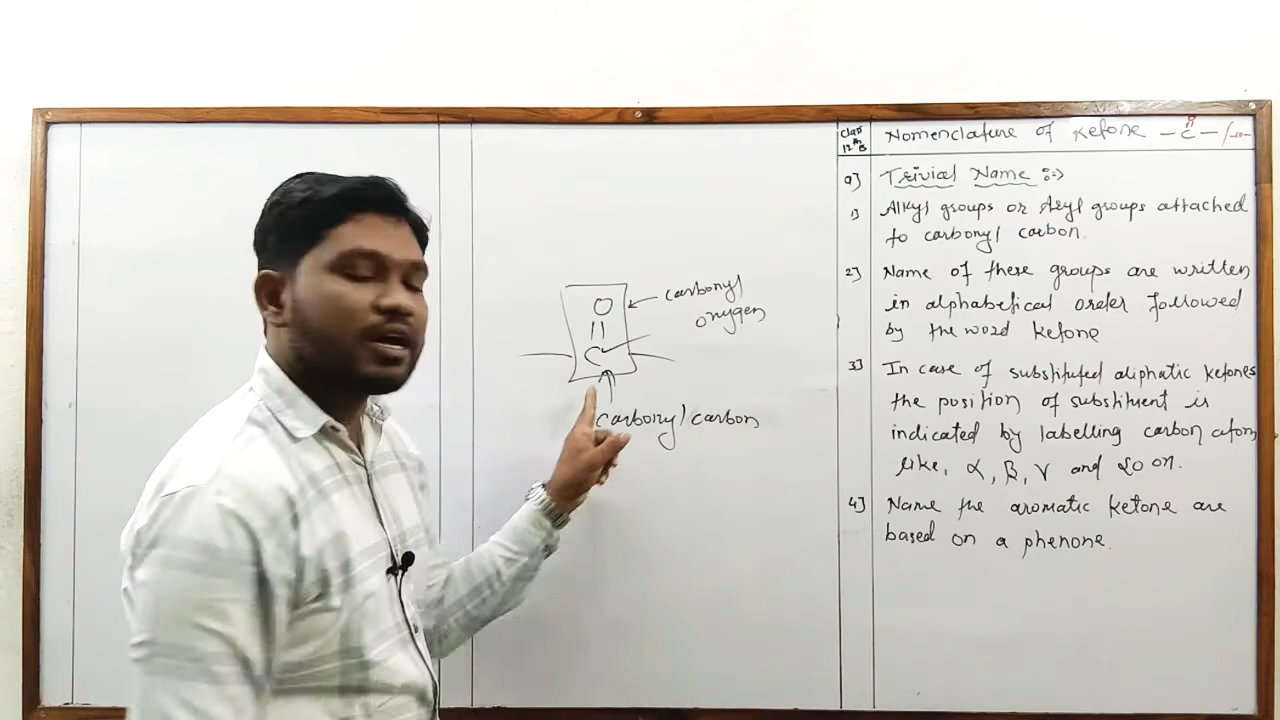 carbonyl
oxygen
O
||
C
carbonyl carbon
Class
12th B
Nomenclature of Ketone -C-/-CO-
O
a] Trivial Name :->
1) Alkyl groups or Aryl groups attached
to carbonyl carbon.
2] Name of these groups are written
in alphabetical order followed
by the word ketone
3] In case of substituted aliphatic ketones
the position of substituent is
indicated by labelling carbon atom
like, α, β, γ and so on.
4] Name the aromatic ketone are
based on a phenone.